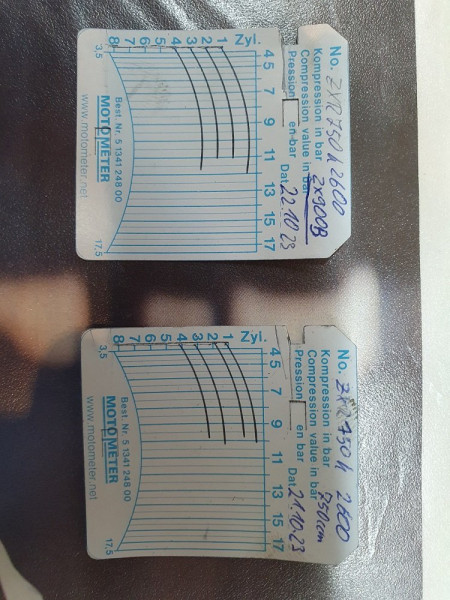 No. ZXR 750 H 2600
Kompression in bar
Compression value in bar ZX900B
Pression en-bar Dat 22.10.23
4 5 7 9 11 13 15 17
Zyl. 1 2 3 4 5 6 7 8
3,5 17,5
Best. Nr. 5 1341 248 00
MOTOMETER
www.motometer.net
No. ZXR 750 H 2600
Kompression in bar
Compression value in bar 750ccm
Pression en bar Dat 21.10.23
4 5 7 9 11 13 15 17
Zyl. 1 2 3 4 5 6 7 8
3,5 17,5
Best. Nr. 5 1341 248 00
MOTOMETER
www.motometer.net